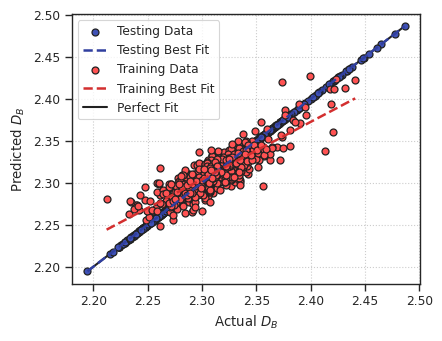 2.50
2.45
2.40
2.35
2.30
2.25
2.20
Predicted D_B
Testing Data
Testing Best Fit
Training Data
Training Best Fit
Perfect Fit
2.20 2.25 2.30 2.35 2.40 2.45 2.50
Actual D_B